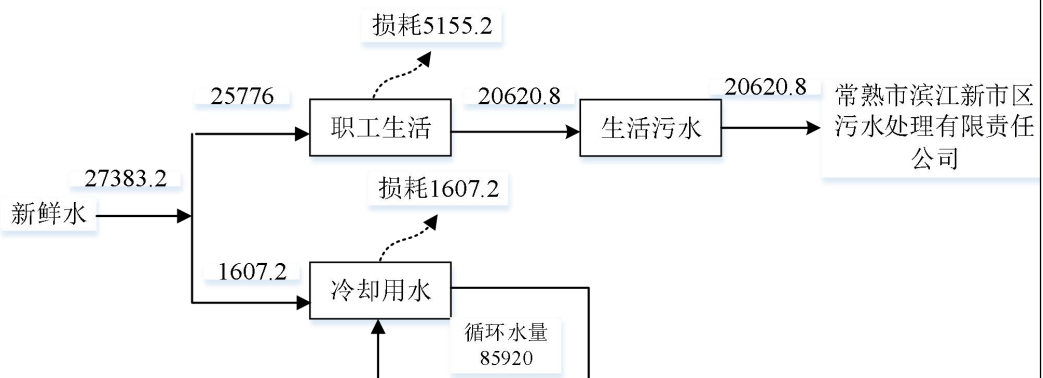 损耗5155.2
25776
职工生活
20620.8
生活污水
20620.8
常熟市滨江新市区
污水处理有限责任
公司
27383.2
新鲜水
损耗1607.2
1607.2
冷却用水
循环水量
85920